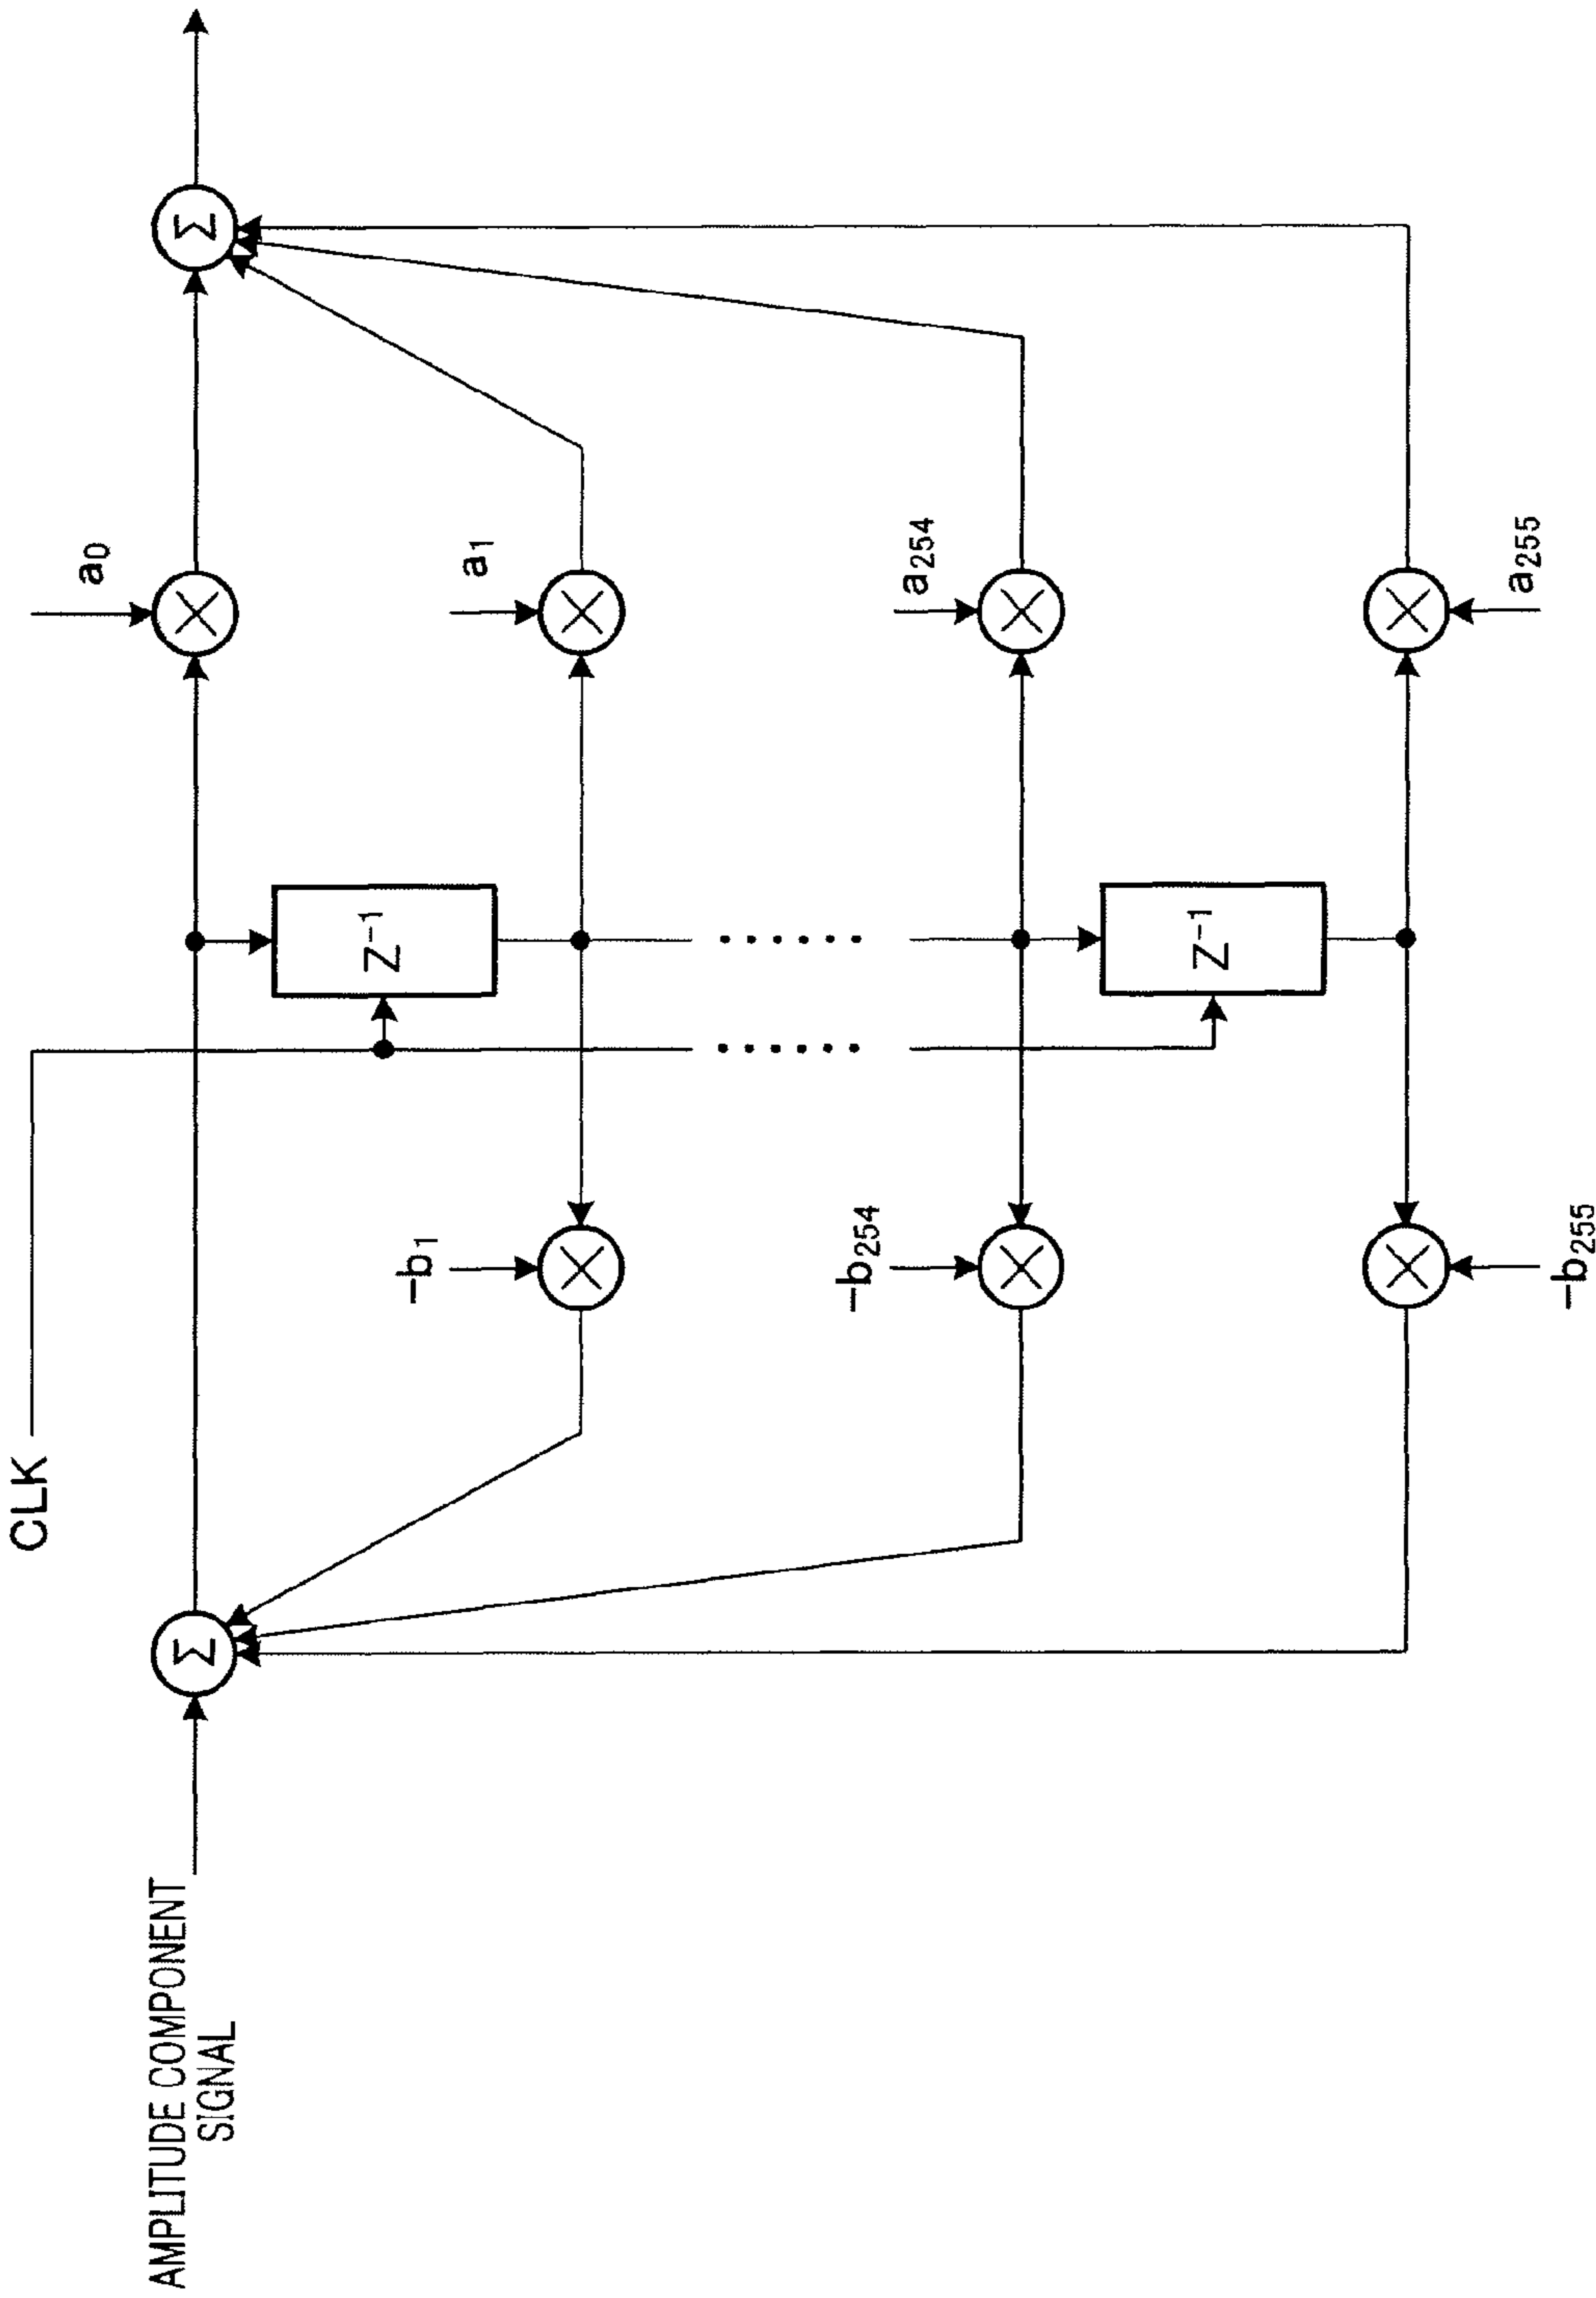 CLK
AMPLITUDE COMPONENT
SIGNAL
Σ
Σ
a0
Z⁻¹
-b1
a1
-b254
a254
Z⁻¹
-b255
a255